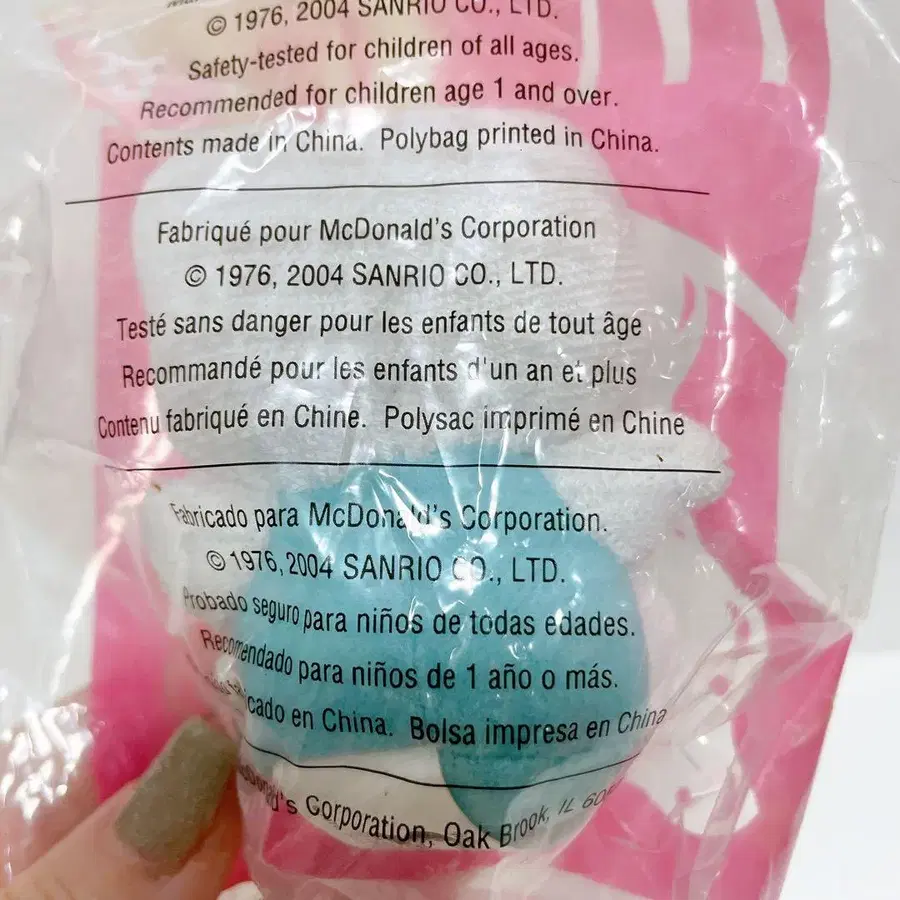 © 1976, 2004 SANRIO CO., LTD.
Safety-tested for children of all ages.
Recommended for children age 1 and over.
Contents made in China. Polybag printed in China.
Fabriqué pour McDonald's Corporation
© 1976, 2004 SANRIO CO., LTD.
Testé sans danger pour les enfants de tout âge
Recommandé pour les enfants d'un an et plus
Contenu fabriqué en Chine. Polysac imprimé en Chine
Fabricado para McDonald's Corporation.
© 1976, 2004 SANRIO CO., LTD.
Probado seguro para niños de todas edades.
Recomendado para niños de 1 año o más.
en China. Bolsa impresa en China
McDonald's Corporation, Oak Brook, IL